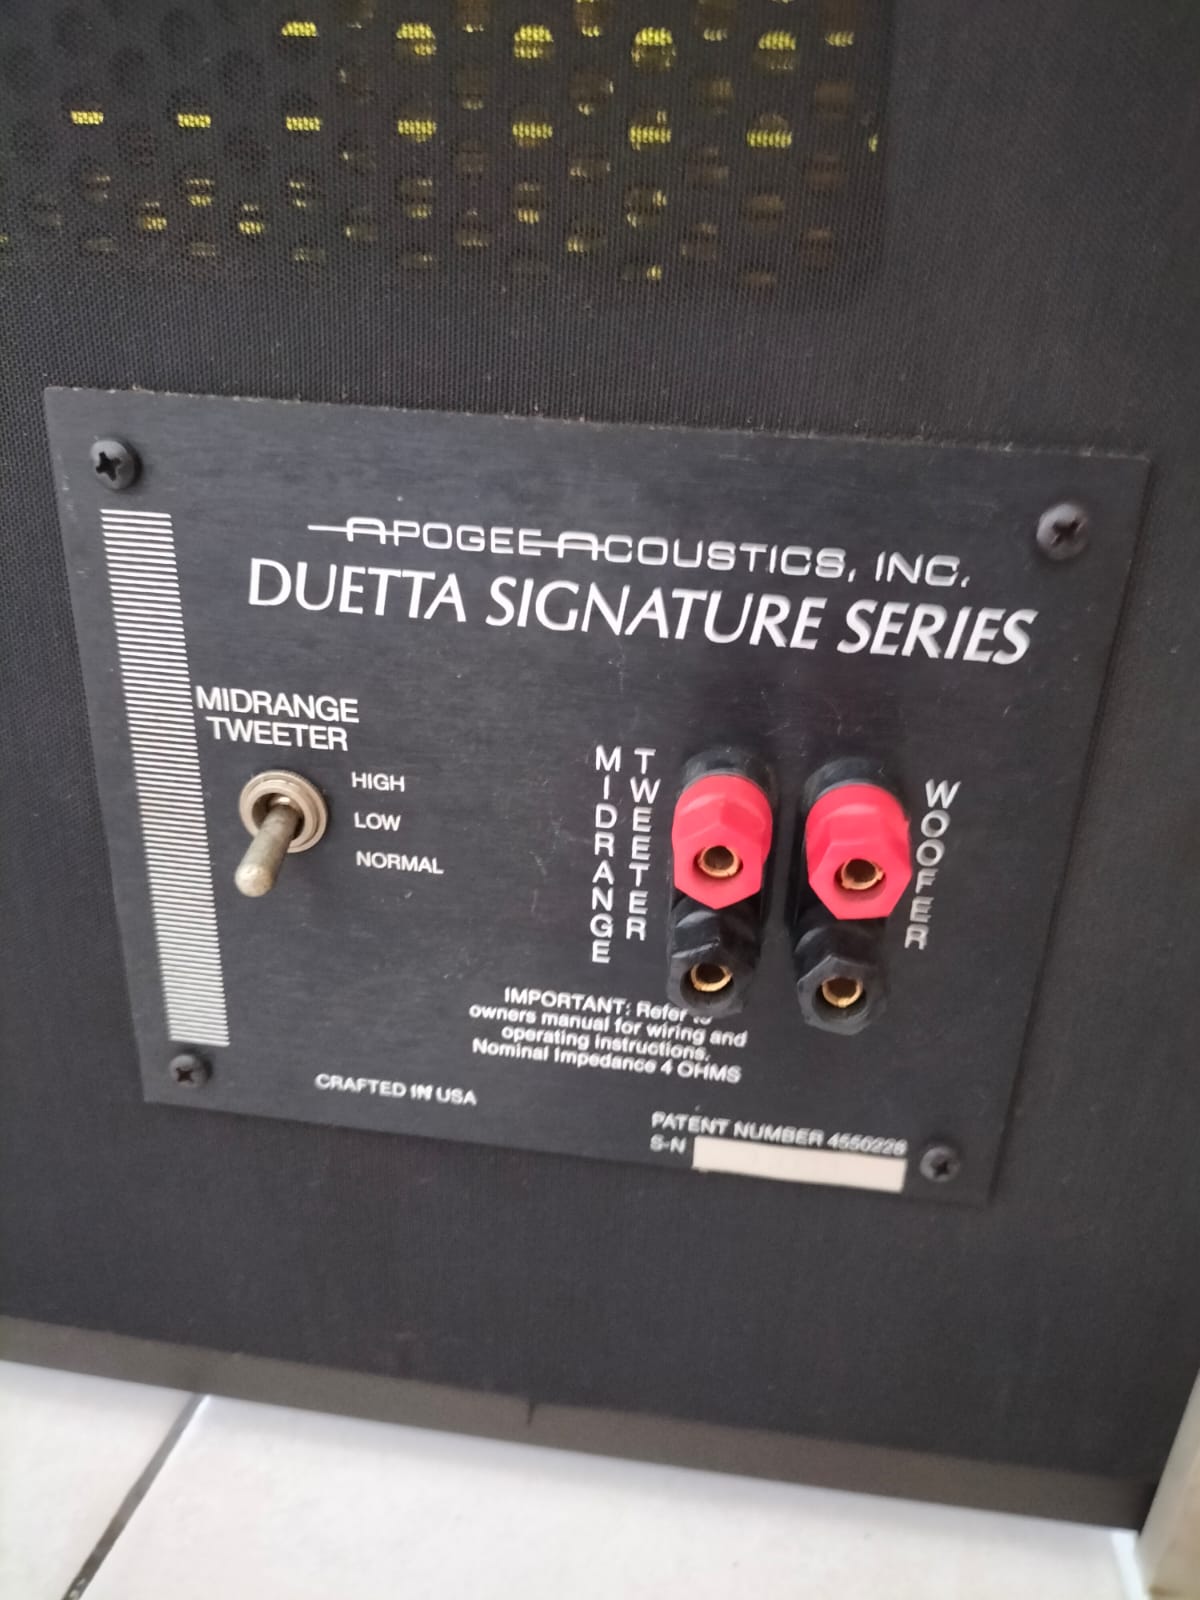 APOGEE ACOUSTICS, INC.
DUETTA SIGNATURE SERIES
MIDRANGE
TWEETER
HIGH
LOW
NORMAL
MIDRANGE
TWEETER
WOOFER
IMPORTANT: Refer to
owners manual for wiring and
operating instructions.
Nominal Impedance 4 OHMS
CRAFTED IN USA
PATENT NUMBER 4550228
S-N